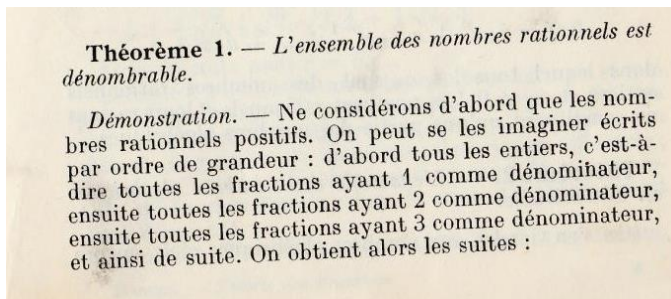 Théorème 1. — L'ensemble des nombres rationnels est
dénombrable.
Démonstration. — Ne considérons d'abord que les nom-
bres rationnels positifs. On peut se les imaginer écrits
par ordre de grandeur : d'abord tous les entiers, c'est-à-
dire toutes les fractions ayant 1 comme dénominateur,
ensuite toutes les fractions ayant 2 comme dénominateur,
ensuite toutes les fractions ayant 3 comme dénominateur,
et ainsi de suite. On obtient alors les suites :